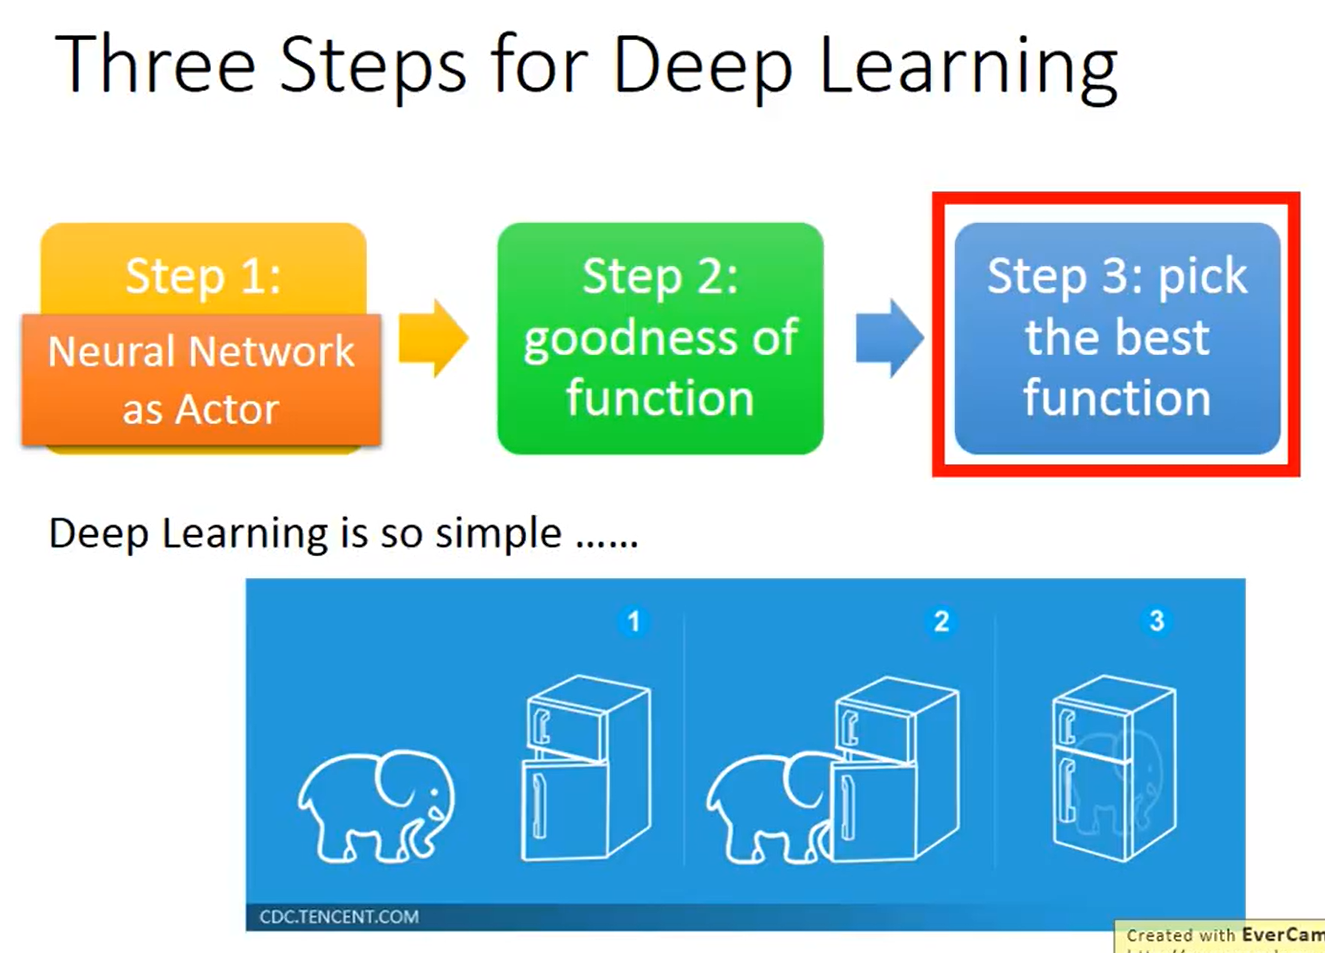 Three Steps for Deep Learning
Step 1:
Neural Network
as Actor
Step 2:
goodness of
function
Step 3: pick
the best
function
Deep Learning is so simple ......
1
2
3
CDC.TENCENT.COM
Created with EverCam